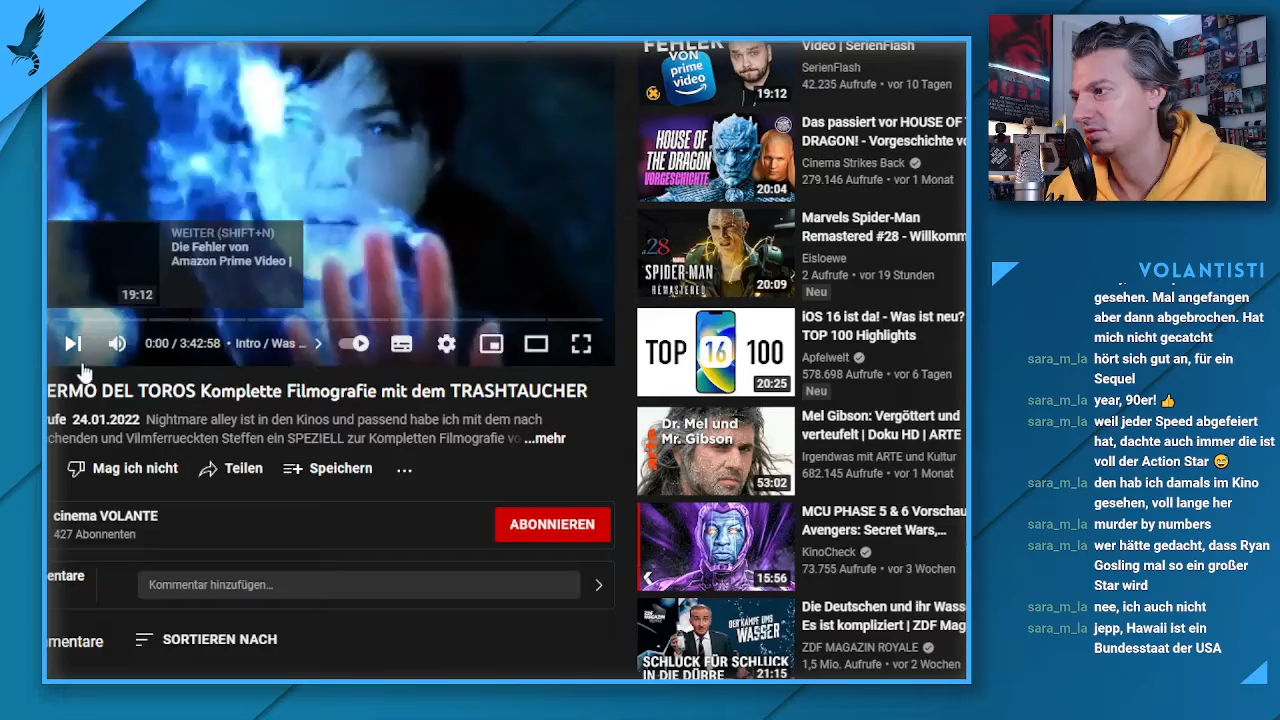 WEITER (SHIFT+N)
Die Fehler von
Amazon Prime Video |
19:12
0:00 / 3:42:58 • Intro / Was ...
ERMO DEL TOROS Komplette Filmografie mit dem TRASHTAUCHER
ufe 24.01.2022 Nightmare alley ist in den Kinos und passend habe ich mit dem nach
chenden und Vilmferrueckten Steffen ein SPEZIELL zur Kompletten Filmografie vo ...mehr
Mag ich nicht Teilen Speichern ...
cinema VOLANTE
427 Abonnenten
ABONNIEREN
entare
Kommentar hinzufügen...
mmentare
SORTIEREN NACH
FEHLER
VON
prime video
19:12
Video | SerienFlash
SerienFlash
42.235 Aufrufe • vor 10 Tagen
HOUSE OF
THE DRAGON
VORGESCHICHTE
20:04
Das passiert vor HOUSE OF T
DRAGON! - Vorgeschichte vo
Cinema Strikes Back
279.146 Aufrufe • vor 1 Monat
28
SPIDER-MAN
REMASTERED
20:09
Marvels Spider-Man
Remastered #28 - Willkomm
Eisloewe
2 Aufrufe • vor 19 Stunden
Neu
TOP 16 100
20:25
iOS 16 ist da! - Was ist neu?
TOP 100 Highlights
Apfelwelt
578.698 Aufrufe • vor 6 Tagen
Neu
Dr. Mel und
Mr. Gibson
arte
53:02
Mel Gibson: Vergöttert und
verteufelt | Doku HD | ARTE
Irgendwas mit ARTE und Kultur
682.145 Aufrufe • vor 1 Monat
15:56
MCU PHASE 5 & 6 Vorschau
Avengers: Secret Wars,...
KinoCheck
73.755 Aufrufe • vor 3 Wochen
ZDF MAGAZIN ROYALE
DER KAMPF UMS
WASSER
SCHLUCK FÜR SCHLUCK
IN DIE DÜRRE
21:15
Die Deutschen und ihr Wass
Es ist kompliziert | ZDF Mag
ZDF MAGAZIN ROYALE
1,5 Mio. Aufrufe • vor 2 Wochen
VOLANTISTI
gesehen. Mal angefangen
aber dann abgebrochen. Hat
mich nicht gecatcht
sara_m_la hört sich gut an, für ein
Sequel
sara_m_la year, 90er! 👍
sara_m_la weil jeder Speed abgefeiert
hat, dachte auch immer die ist
voll der Action Star 😅
sara_m_la den hab ich damals im Kino
gesehen, voll lange her
sara_m_la murder by numbers
sara_m_la wer hätte gedacht, dass Ryan
Gosling mal so ein großer
Star wird
sara_m_la nee, ich auch nicht
sara_m_la jepp, Hawaii ist ein
Bundesstaat der USA